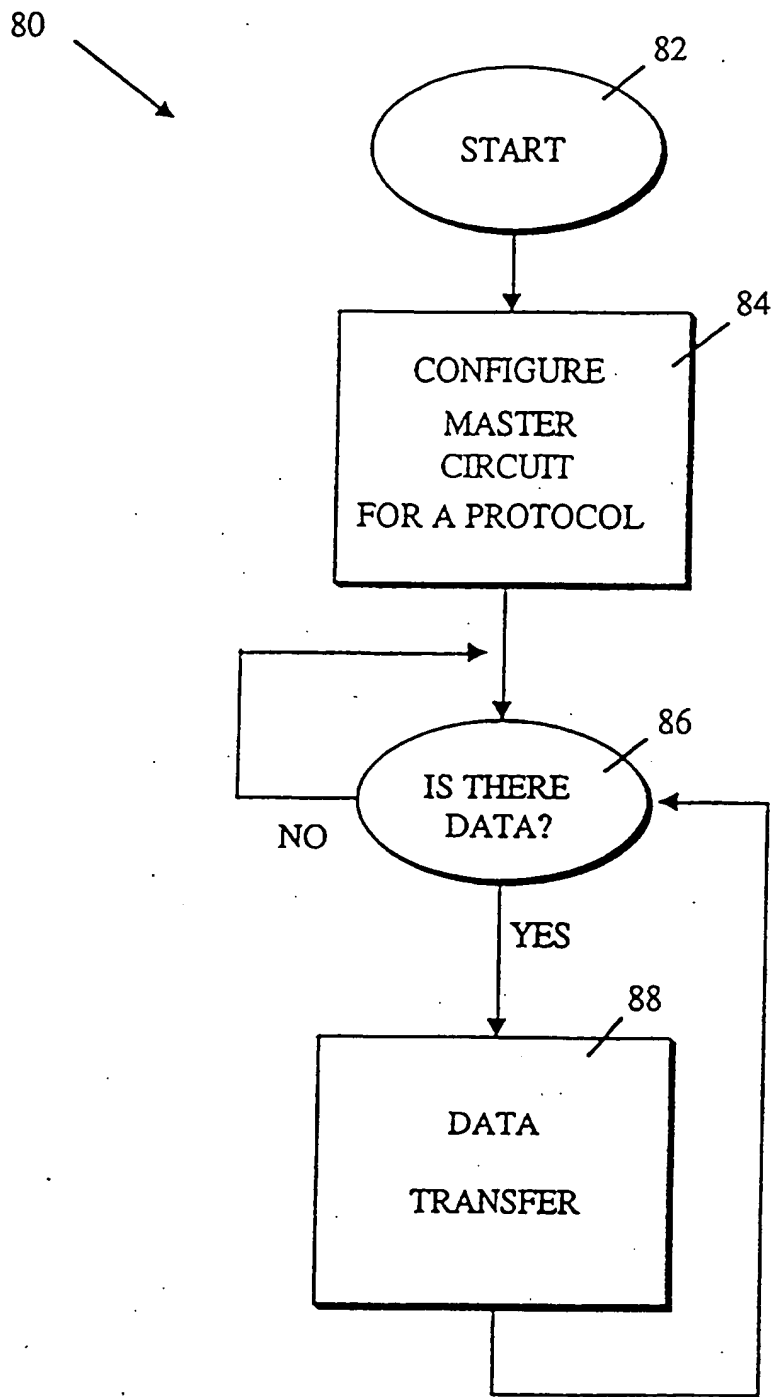 80
82
START
84
CONFIGURE
MASTER
CIRCUIT
FOR A PROTOCOL
86
IS THERE
DATA?
NO
YES
88
DATA
TRANSFER